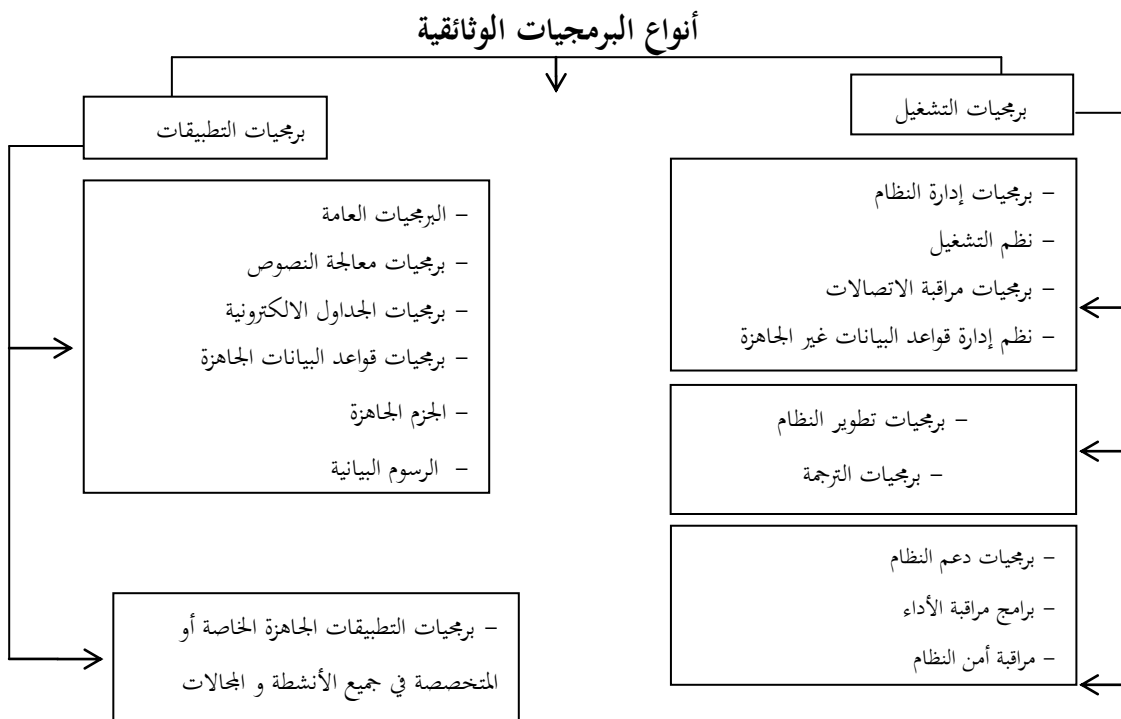 أنواع البرمجيات الوثائقية
برمجيات التشغيل
– برمجيات إدارة النظام
– نظم التشغيل
– برمجيات مراقبة الاتصالات
– نظم إدارة قواعد البيانات غير الجاهزة
– برمجيات تطوير النظام
– برمجيات الترجمة
– برمجيات دعم النظام
– برامج مراقبة الأداء
– مراقبة أمن النظام
برمجيات التطبيقات
– البرمجيات العامة
– برمجيات معالجة النصوص
– برمجيات الجداول الالكترونية
– برمجيات قواعد البيانات الجاهزة
– الحزم الجاهزة
– الرسوم البيانية
– برمجيات التطبيقات الجاهزة الخاصة أو
المتخصصة في جميع الأنشطة و المجالات